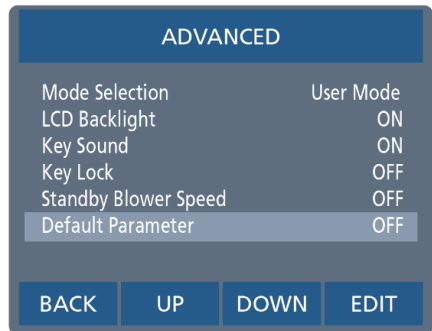 ADVANCED
Mode Selection User Mode
LCD Backlight ON
Key Sound ON
Key Lock OFF
Standby Blower Speed OFF
Default Parameter OFF
BACK UP DOWN EDIT